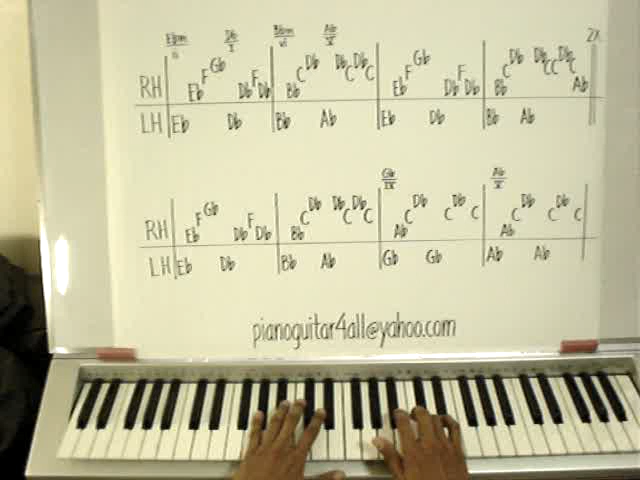 Ebm Db Bbm Ab
ii I vi V 2X
RH Eb F Gb Db F Db Bb C Db Db C Db C Eb F Gb Db F Db Bb C Db Db C C Db C Ab
LH Eb Db Bb Ab Eb Db Bb Ab
Gb Ab
IV V
RH Eb F Gb Db F Db Bb C Db Db C Db C Ab C Db C Db C Ab C Db C Db C
LH Eb Db Bb Ab Gb Gb Ab Ab
pianoguitar4all@yahoo.com